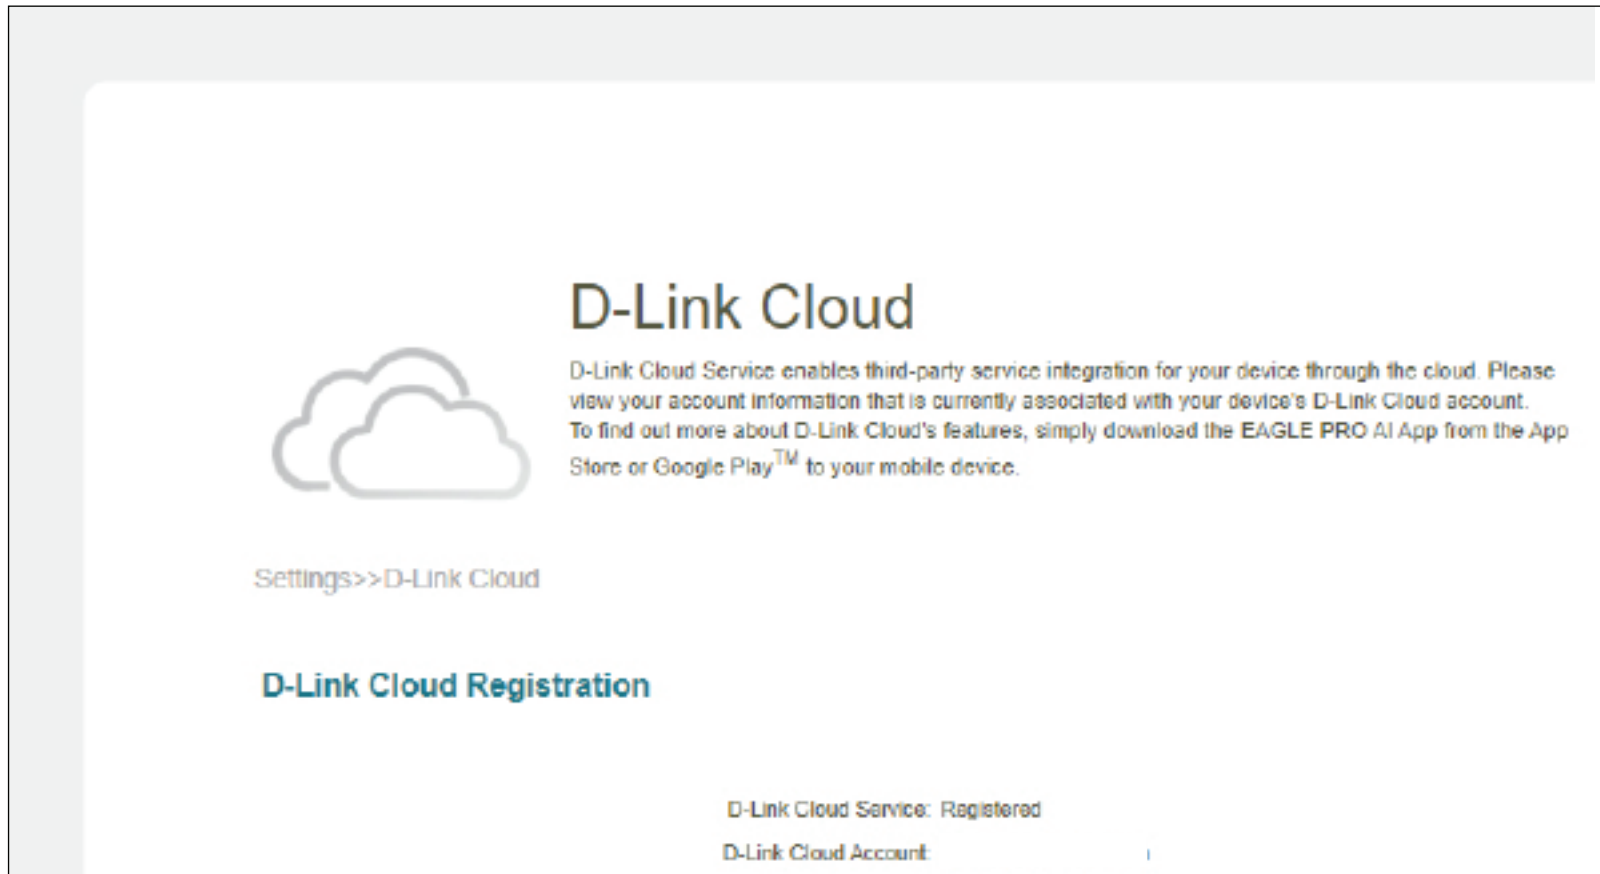 D-Link Cloud
D-Link Cloud Service enables third-party service integration for your device through the cloud. Please
view your account information that is currently associated with your device's D-Link Cloud account.
To find out more about D-Link Cloud's features, simply download the EAGLE PRO AI App from the App
Store or Google Play™ to your mobile device.
Settings>>D-Link Cloud
D-Link Cloud Registration
D-Link Cloud Service: Registered
D-Link Cloud Account: